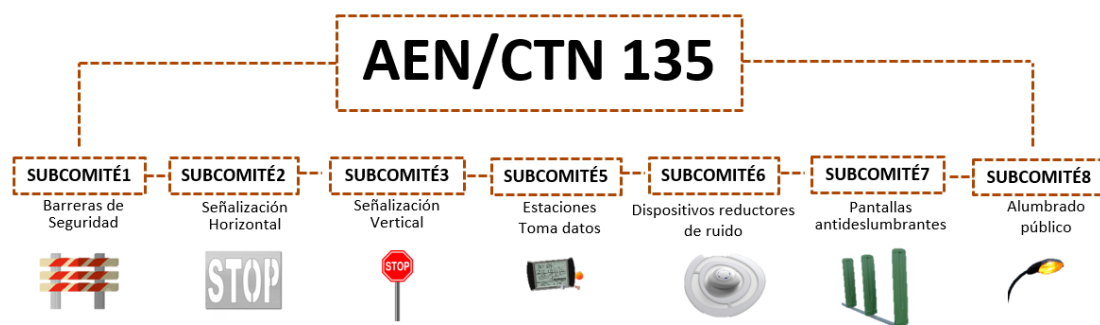 AEN/CTN 135
SUBCOMITÉ1
SUBCOMITÉ2
SUBCOMITÉ3
SUBCOMITÉ5
SUBCOMITÉ6
SUBCOMITÉ7
SUBCOMITÉ8
Barreras de
Seguridad
Señalización
Horizontal
Señalización
Vertical
Estaciones
Toma datos
Dispositivos reductores
de ruido
Pantallas
antideslumbrantes
Alumbrado
público
STOP
STOP